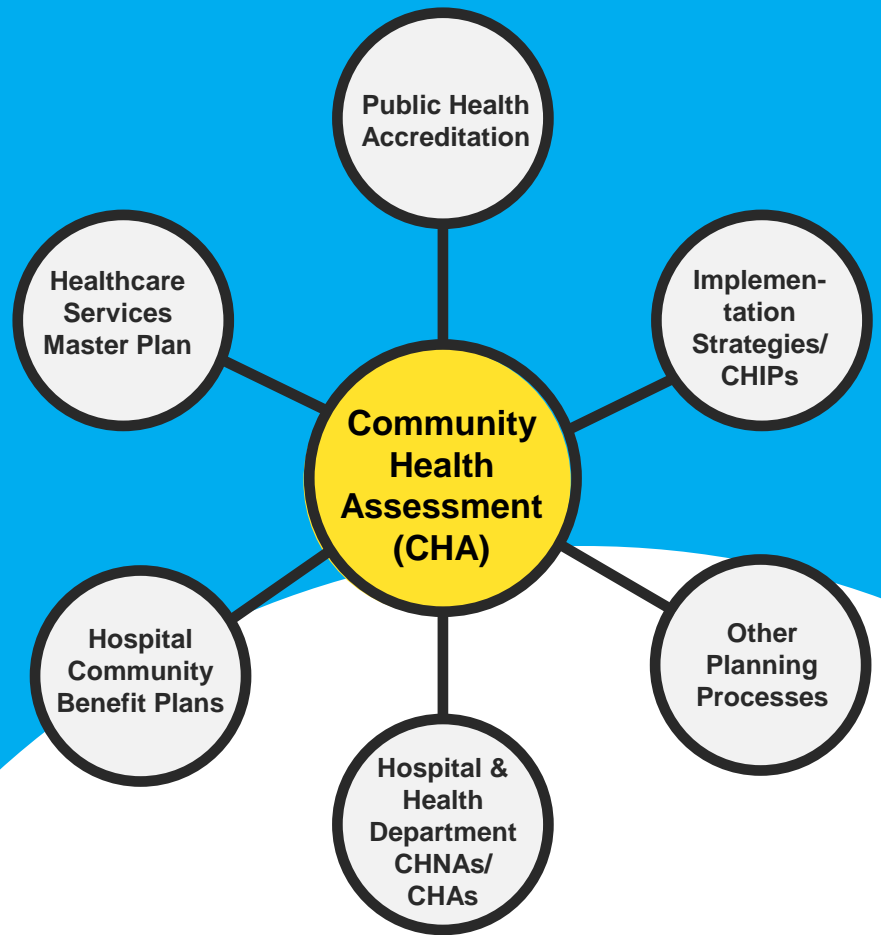 Public Health
Accreditation
Healthcare
Services
Master Plan
Implemen-
tation
Strategies/
CHIPs
Community
Health
Assessment
(CHA)
Hospital
Community
Benefit Plans
Other
Planning
Processes
Hospital &
Health
Department
CHNAs/
CHAs